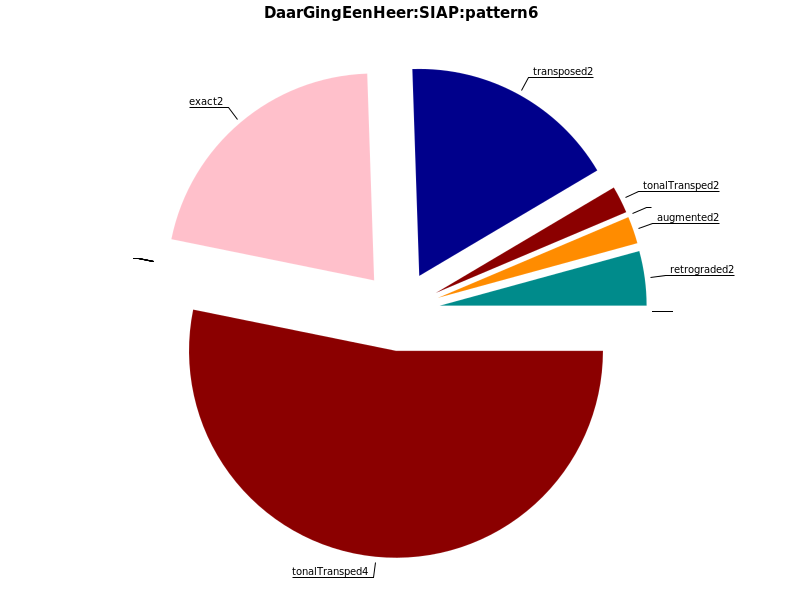 DaarGingEenHeer:SIAP:pattern6
transposed2
exact2
tonalTransped2
augmented2
retrograded2
tonalTransped4